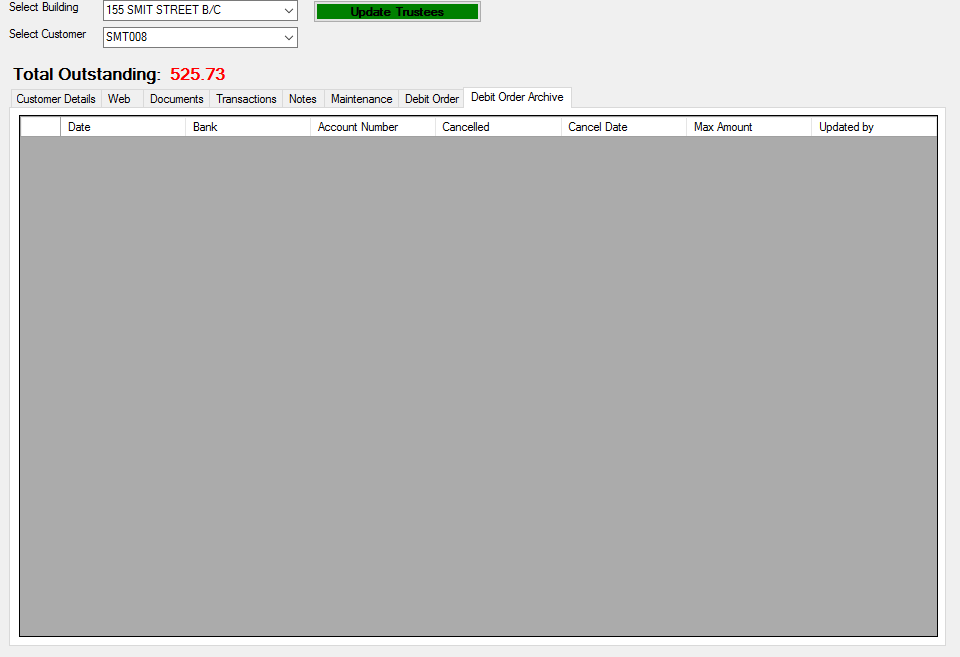 Select Building 155 SMIT STREET B/C Update Trustees
Select Customer SMT008
Total Outstanding: 525.73
Customer Details Web Documents Transactions Notes Maintenance Debit Order Debit Order Archive
Date Bank Account Number Cancelled Cancel Date Max Amount Updated by